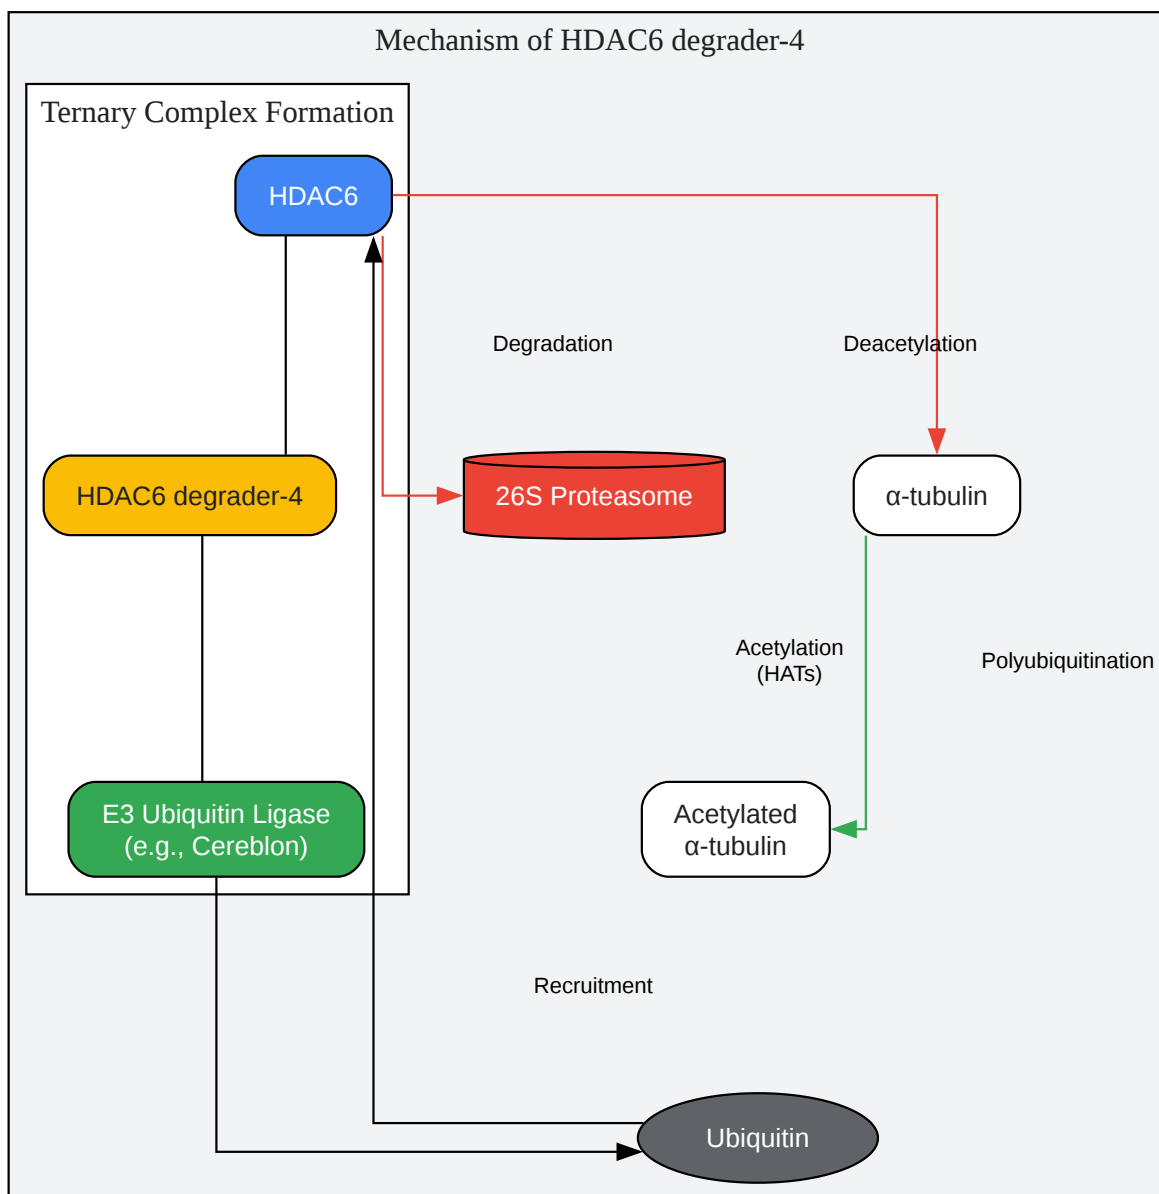 Mechanism of HDAC6 degrader-4
Ternary Complex Formation
HDAC6
Degradation
Deacetylation
HDAC6 degrader-4
26S Proteasome
α-tubulin
Acetylation
(HATs)
Polyubiquitination
E3 Ubiquitin Ligase
(e.g., Cereblon)
Acetylated
α-tubulin
Recruitment
Ubiquitin